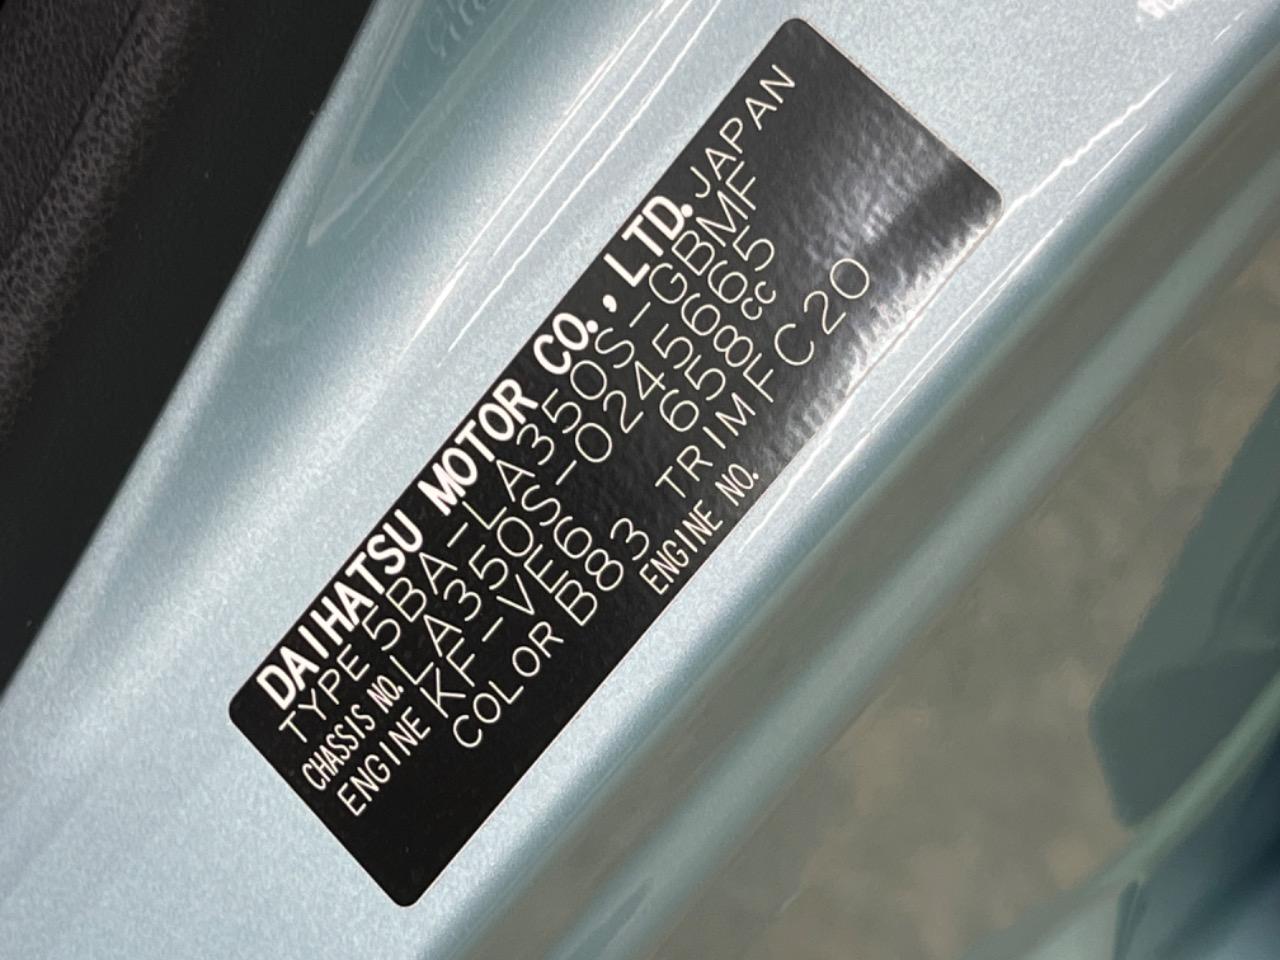 DAIHATSU MOTOR CO., LTD. JAPAN
TYPE 5BA-LA350S-GBMF
CHASSIS NO. LA350S-0245665
ENGINE KF-VE6 658cc
COLOR B83 TRIM FC20
ENGINE NO.